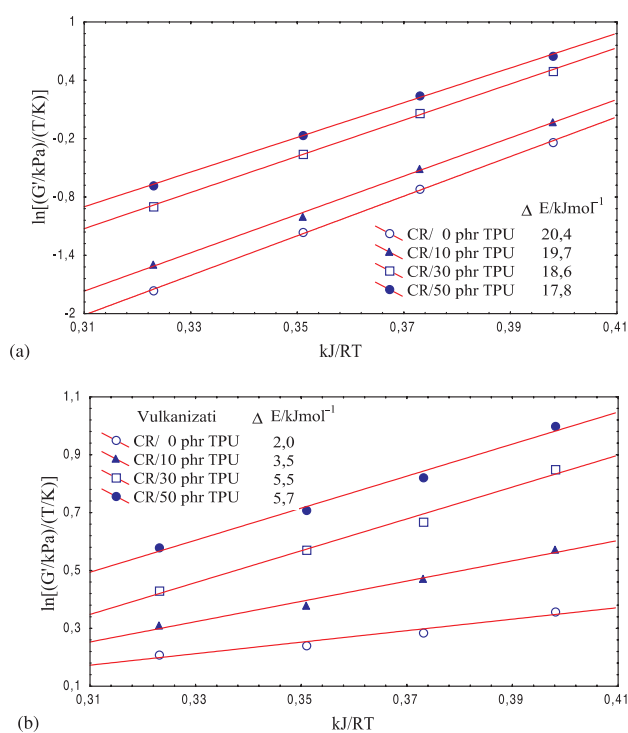 1
0,4
-0,2
-0,8
-1,4
-2
ln[(G'/kPa)/(T/K)]
Δ E/kJmol⁻¹
CR/ 0 phr TPU 20,4
CR/10 phr TPU 19,7
CR/30 phr TPU 18,6
CR/50 phr TPU 17,8
0,31 0,33 0,35 0,37 0,39 0,41
(a)
kJ/RT
1,1
0,9
0,7
0,5
0,3
0,1
ln[(G'/kPa)/(T/K)]
Vulkanizati Δ E/kJmol⁻¹
CR/ 0 phr TPU 2,0
CR/10 phr TPU 3,5
CR/30 phr TPU 5,5
CR/50 phr TPU 5,7
0,31 0,33 0,35 0,37 0,39 0,41
(b)
kJ/RT